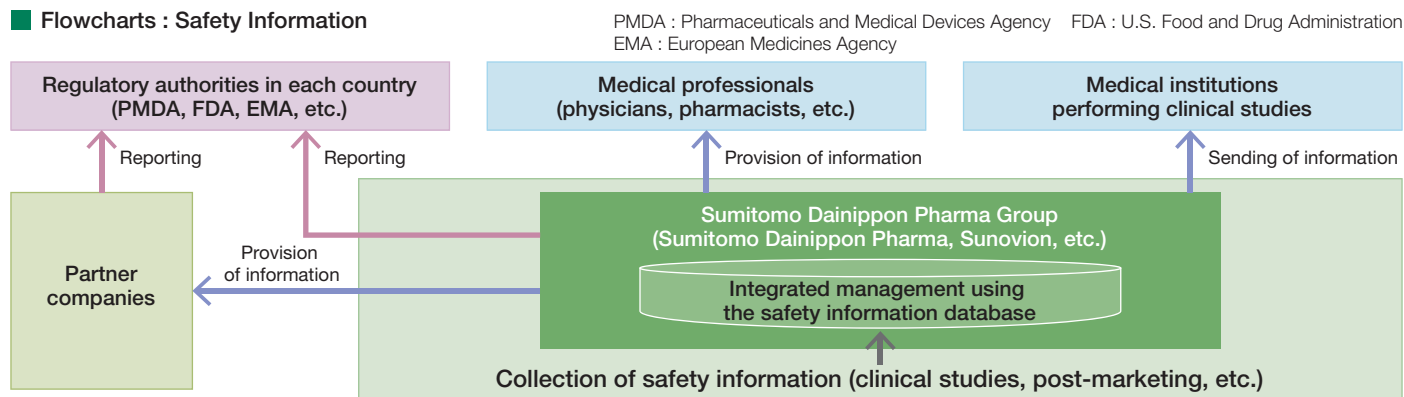 Flowcharts : Safety Information
PMDA : Pharmaceuticals and Medical Devices Agency FDA : U.S. Food and Drug Administration
EMA : European Medicines Agency
Regulatory authorities in each country
(PMDA, FDA, EMA, etc.)
Medical professionals
(physicians, pharmacists, etc.)
Medical institutions
performing clinical studies
Reporting
Reporting
Provision of information
Sending of information
Partner
companies
Provision
of information
Sumitomo Dainippon Pharma Group
(Sumitomo Dainippon Pharma, Sunovion, etc.)
Integrated management using
the safety information database
Collection of safety information (clinical studies, post-marketing, etc.)